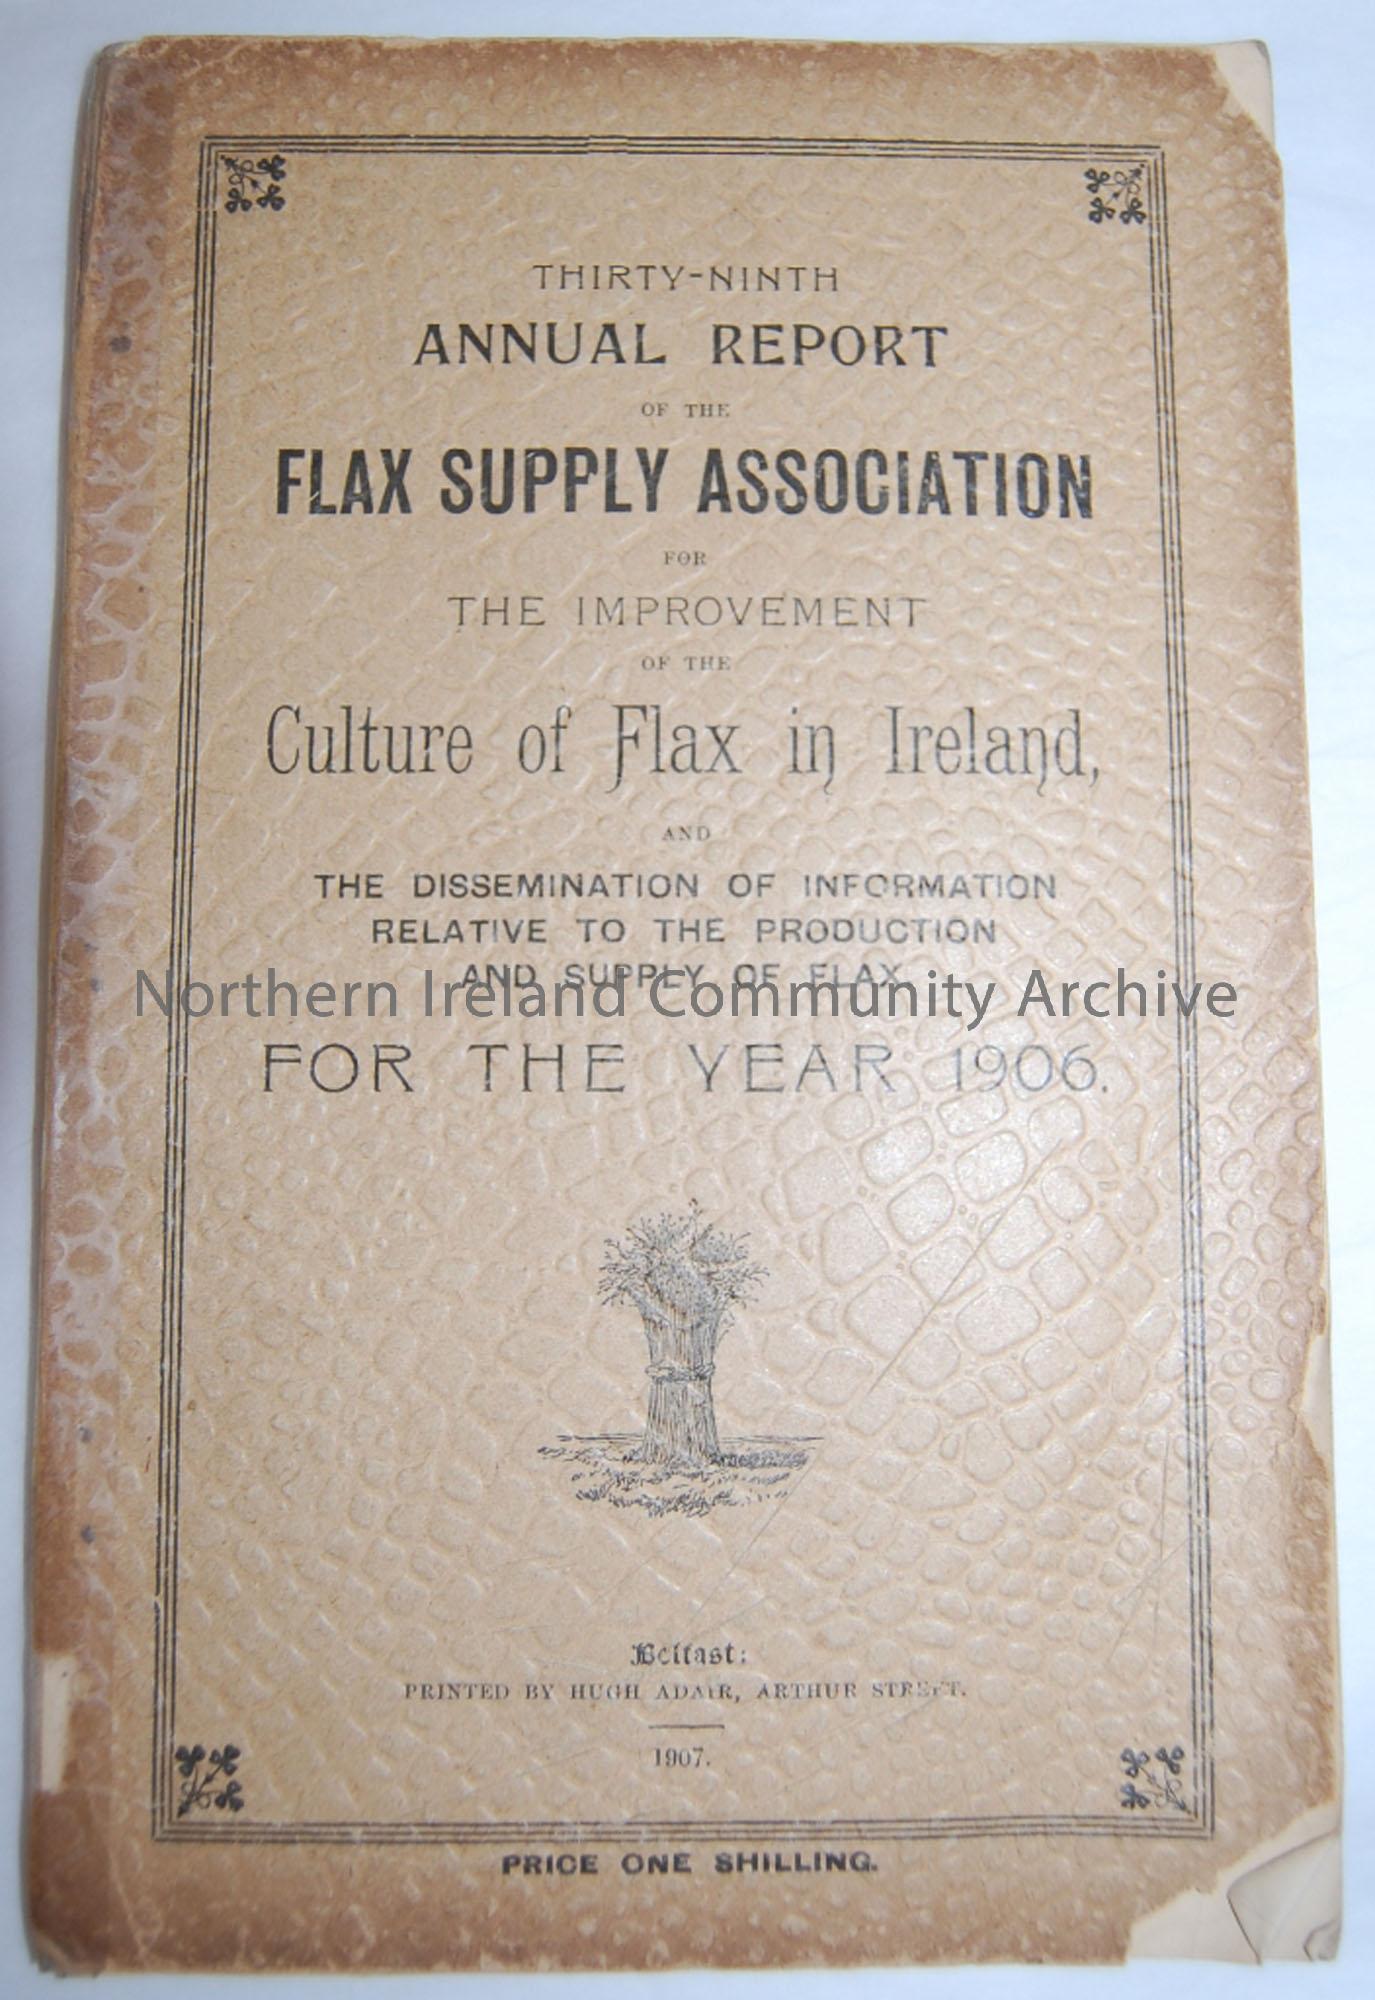 THIRTY-NINTH
ANNUAL REPORT
OF THE
FLAX SUPPLY ASSOCIATION
FOR
THE IMPROVEMENT
OF THE
Culture of Flax in Ireland,
AND
THE DISSEMINATION OF INFORMATION
RELATIVE TO THE PRODUCTION
AND SUPPLY OF FLAX
Northern Ireland Community Archive
FOR THE YEAR 1906.
Belfast:
PRINTED BY HUGH ADAIR, ARTHUR STREET.
1907.
PRICE ONE SHILLING.